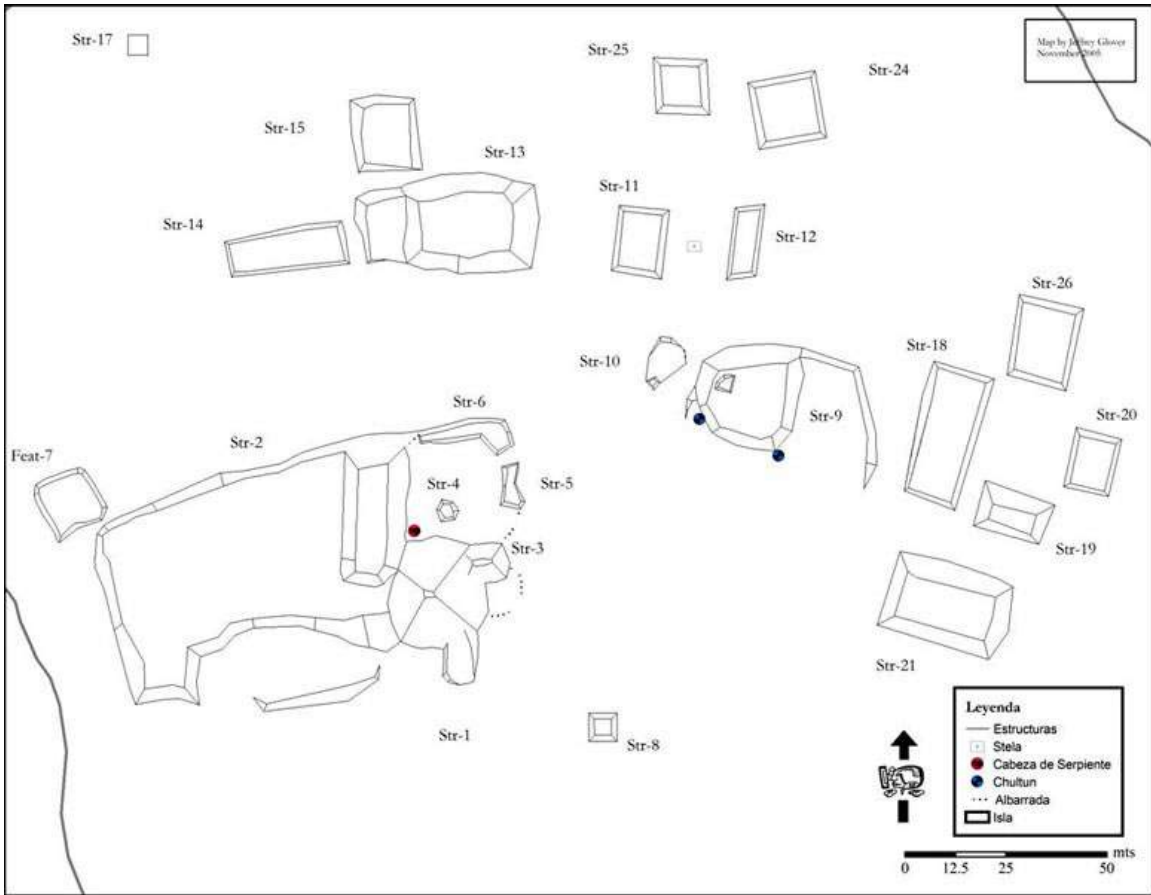 Str-17
Str-25
Str-24
Map by Jeffrey Glover
November 2005
Str-15
Str-13
Str-14
Str-11
Str-12
Str-26
Str-10
Str-18
Str-9
Str-20
Str-6
Str-2
Feat-7
Str-4
Str-5
Str-3
Str-19
Str-21
Str-1
Str-8
Leyenda
Estructuras
Stela
Cabeza de Serpiente
Chultun
Albarrada
Isla
mts
0 12.5 25 50